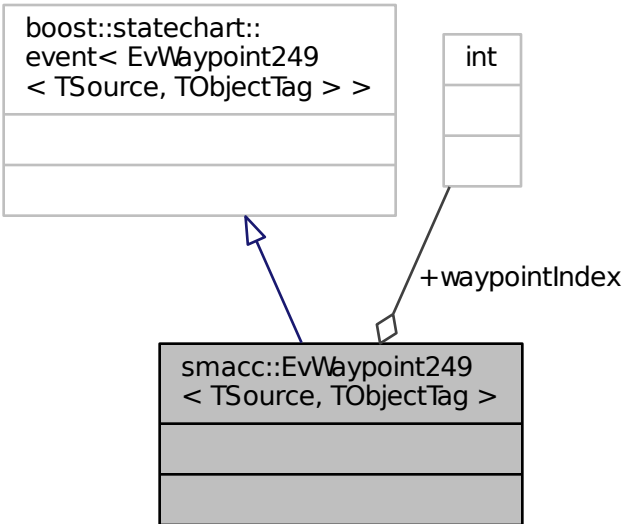 boost::statechart::
event< EvWaypoint249
< TSource, TObjectTag > >
int
+waypointIndex
smacc::EvWaypoint249
< TSource, TObjectTag >